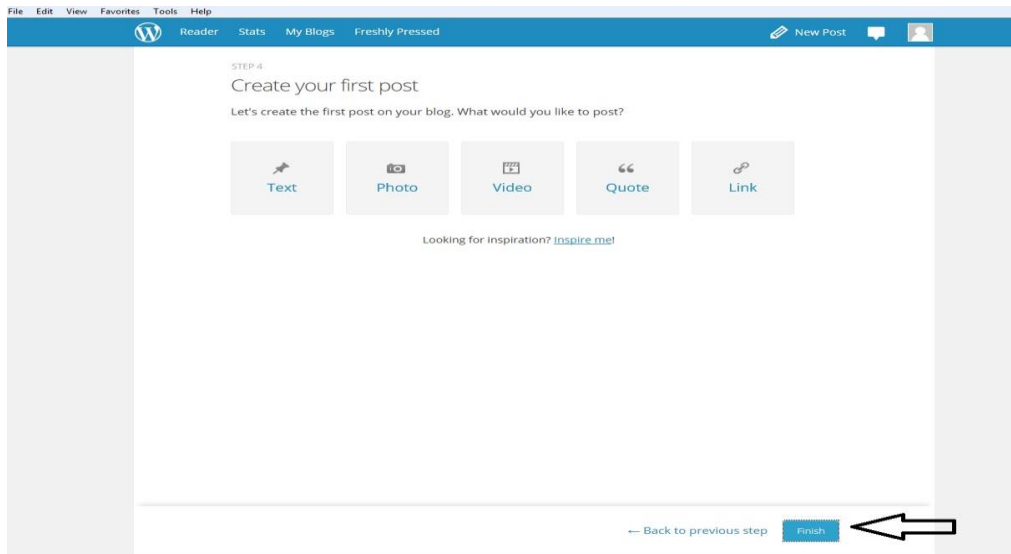 File Edit View Favorites Tools Help
Reader Stats My Blogs Freshly Pressed New Post
STEP 4
Create your first post
Let's create the first post on your blog. What would you like to post?
Text Photo Video Quote Link
Looking for inspiration? Inspire me!
← Back to previous step Finish